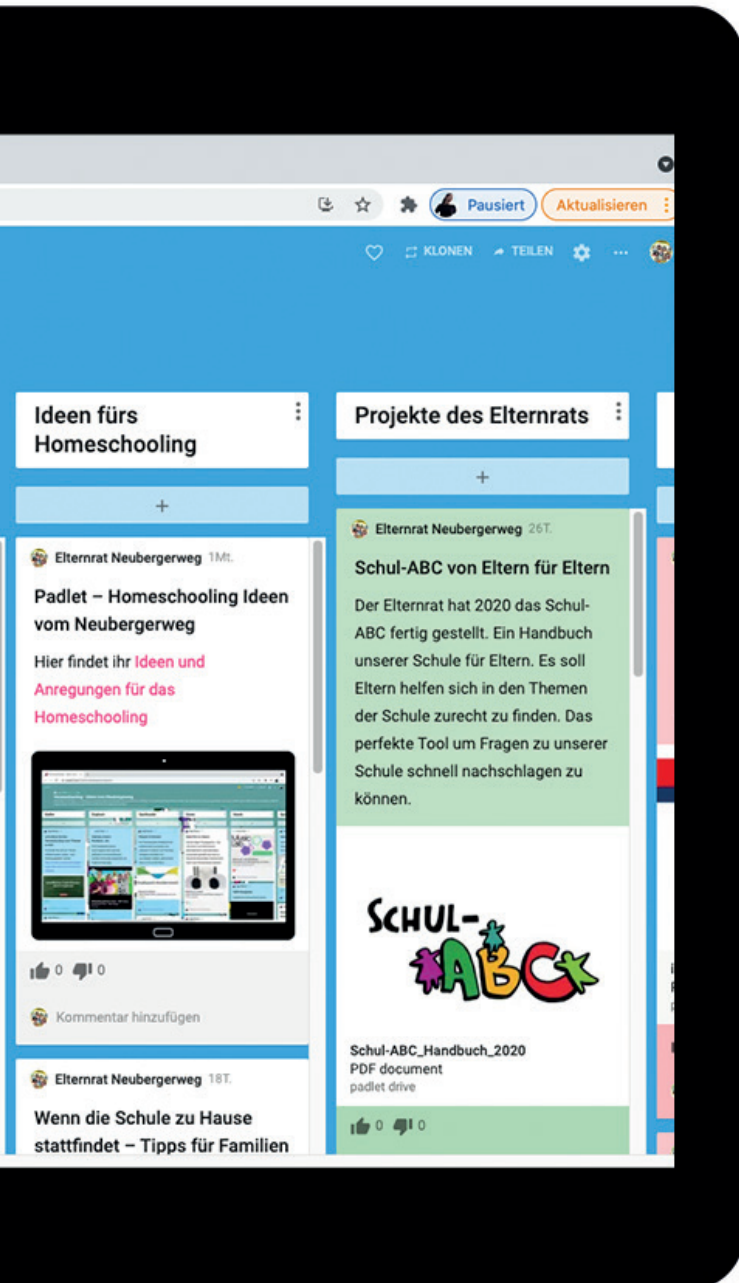 Pausiert
Aktualisieren
KLONEN
TEILEN
Ideen fürs
Homeschooling
+
Elternrat Neubergerweg 1Mt.
Padlet – Homeschooling Ideen
vom Neubergerweg
Hier findet ihr Ideen und
Anregungen für das
Homeschooling
0 0
Kommentar hinzufügen
Elternrat Neubergerweg 18T.
Wenn die Schule zu Hause
stattfindet – Tipps für Familien
Projekte des Elternrats
+
Elternrat Neubergerweg 26T.
Schul-ABC von Eltern für Eltern
Der Elternrat hat 2020 das Schul-
ABC fertig gestellt. Ein Handbuch
unserer Schule für Eltern. Es soll
Eltern helfen sich in den Themen
der Schule zurecht zu finden. Das
perfekte Tool um Fragen zu unserer
Schule schnell nachschlagen zu
können.
SCHUL-
ABC
Schul-ABC_Handbuch_2020
PDF document
padlet drive
0 0